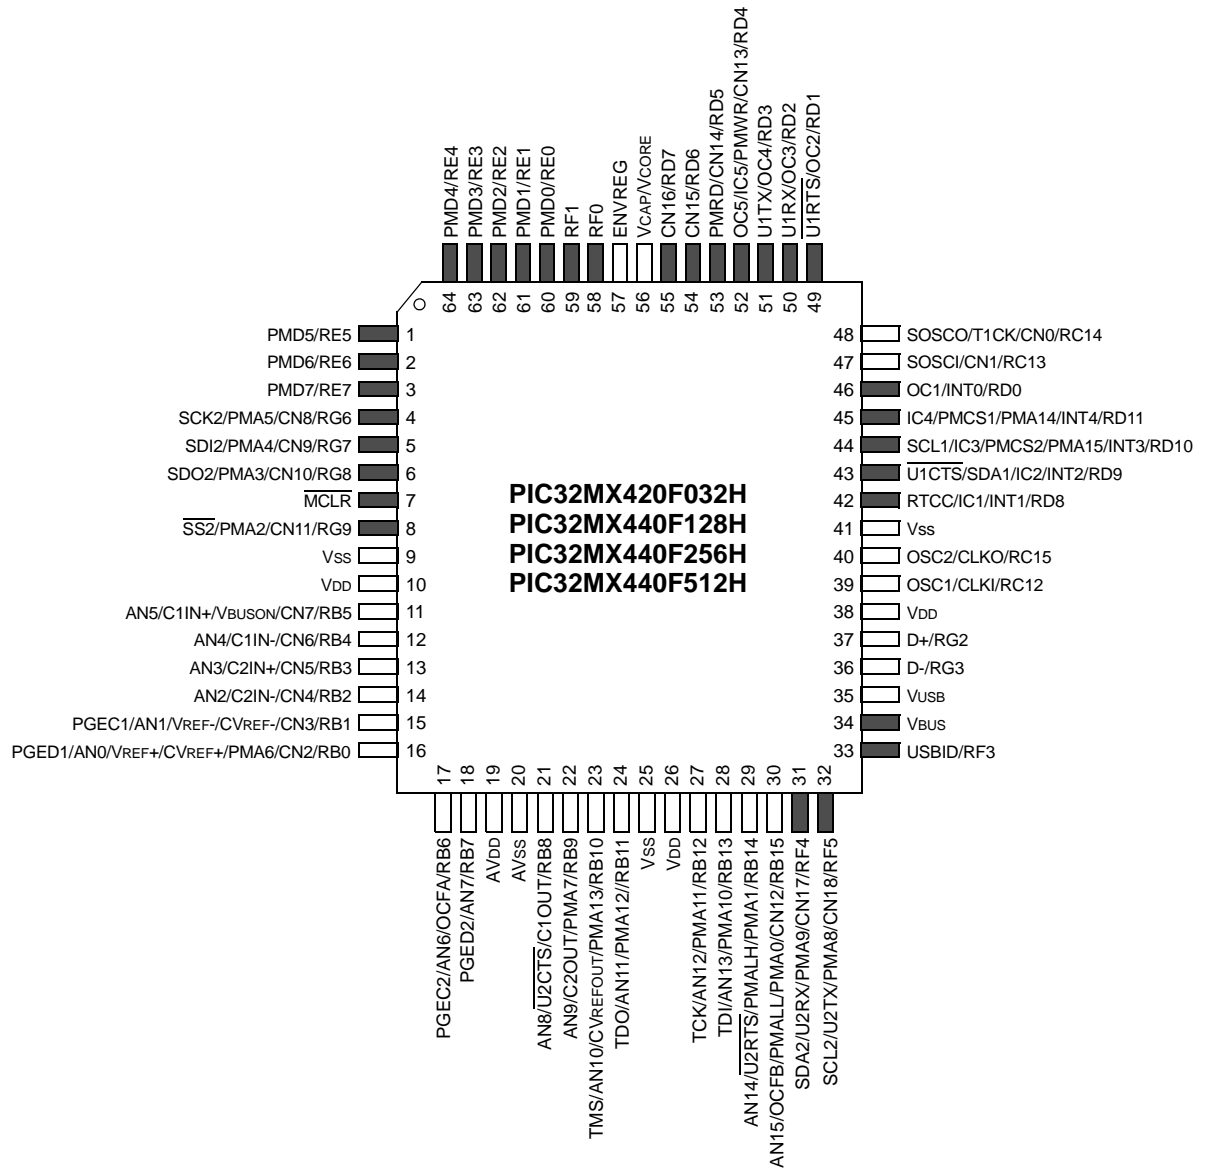 PMD4/RE4
PMD3/RE3
PMD2/RE2
PMD1/RE1
PMD0/RE0
RF1
RF0
ENVREG
VCAP/VCORE
CN16/RD7
CN15/RD6
PMRD/CN14/RD5
OC5/IC5/PMWR/CN13/RD4
U1TX/OC4/RD3
U1RX/OC3/RD2
U1RTS/OC2/RD1
64
63
62
61
60
59
58
57
56
55
54
53
52
51
50
49
PMD5/RE5 1
PMD6/RE6 2
PMD7/RE7 3
SCK2/PMA5/CN8/RG6 4
SDI2/PMA4/CN9/RG7 5
SDO2/PMA3/CN10/RG8 6
MCLR 7
SS2/PMA2/CN11/RG9 8
VSS 9
VDD 10
AN5/C1IN+/VBUSON/CN7/RB5 11
AN4/C1IN-/CN6/RB4 12
AN3/C2IN+/CN5/RB3 13
AN2/C2IN-/CN4/RB2 14
PGEC1/AN1/VREF-/CVREF-/CN3/RB1 15
PGED1/AN0/VREF+/CVREF+/PMA6/CN2/RB0 16
PIC32MX420F032H
PIC32MX440F128H
PIC32MX440F256H
PIC32MX440F512H
48 SOSCO/T1CK/CN0/RC14
47 SOSCI/CN1/RC13
46 OC1/INT0/RD0
45 IC4/PMCS1/PMA14/INT4/RD11
44 SCL1/IC3/PMCS2/PMA15/INT3/RD10
43 U1CTS/SDA1/IC2/INT2/RD9
42 RTCC/IC1/INT1/RD8
41 Vss
40 OSC2/CLKO/RC15
39 OSC1/CLKI/RC12
38 VDD
37 D+/RG2
36 D-/RG3
35 VUSB
34 VBUS
33 USBID/RF3
17
18
19
20
21
22
23
24
25
26
27
28
29
30
31
32
PGEC2/AN6/OCFA/RB6
PGED2/AN7/RB7
AVDD
AVSS
AN8/U2CTS/C1OUT/RB8
AN9/C2OUT/PMA7/RB9
TMS/AN10/CVREFOUT/PMA13/RB10
TDO/AN11/PMA12//RB11
VSS
VDD
TCK/AN12/PMA11/RB12
TDI/AN13/PMA10/RB13
AN14/U2RTS/PMALH/PMA1/RB14
AN15/OCFB/PMALL/PMA0/CN12/RB15
SDA2/U2RX/PMA9/CN17/RF4
SCL2/U2TX/PMA8/CN18/RF5